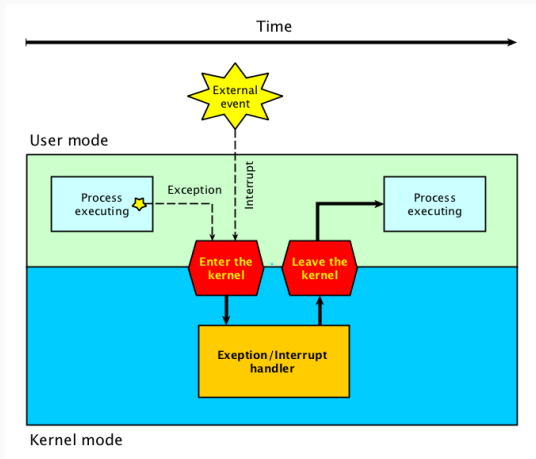 Time
External
event
User mode
Process
executing
Exception
Interrupt
Process
executing
Enter the
kernel
Leave the
kernel
Exeption/Interrupt
handler
Kernel mode